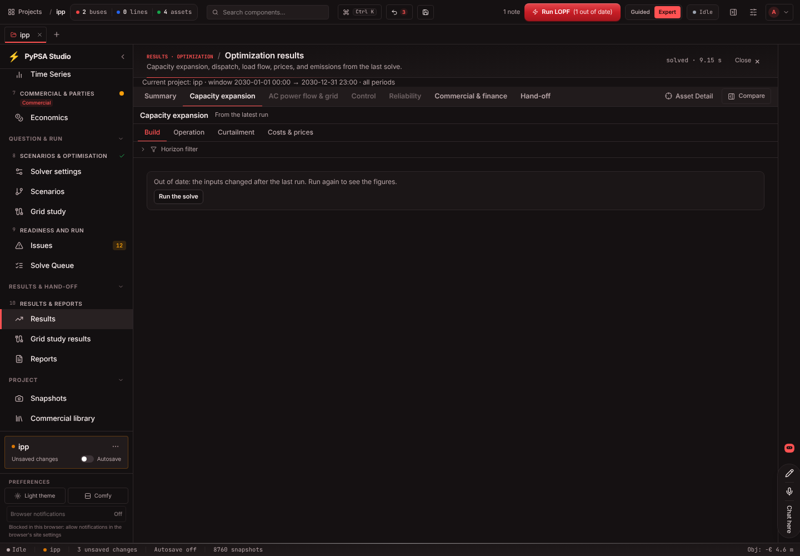 Projects / ipp 2 buses 0 lines 4 assets Search components... Ctrl K 3 1 note Run LOPF (1 out of date) Guided Expert Idle A
ipp × +
PyPSA Studio
Time Series
7 COMMERCIAL & PARTIES
Commercial
Economics
QUESTION & RUN
8 SCENARIOS & OPTIMISATION
Solver settings
Scenarios
Grid study
9 READINESS AND RUN
Issues 12
Solve Queue
RESULTS & HAND-OFF
10 RESULTS & REPORTS
Results
Grid study results
Reports
PROJECT
Snapshots
Commercial library
ipp ...
Unsaved changes Autosave
PREFERENCES
Light theme Comfy
Browser notifications Off
Blocked in this browser: allow notifications in the
browser's site settings
RESULTS · OPTIMIZATION / Optimization results
Capacity expansion, dispatch, load flow, prices, and emissions from the last solve.
solved · 9.15 s Close ×
Current project: ipp · window 2030-01-01 00:00 → 2030-12-31 23:00 · all periods
Summary Capacity expansion AC power flow & grid Control Reliability Commercial & finance Hand-off Asset Detail Compare
Capacity expansion From the latest run
Build Operation Curtailment Costs & prices
Horizon filter
Out of date: the inputs changed after the last run. Run again to see the figures.
Run the solve
Chat here
Idle ipp 3 unsaved changes Autosave off 8760 snapshots Obj: -€ 4.6 m